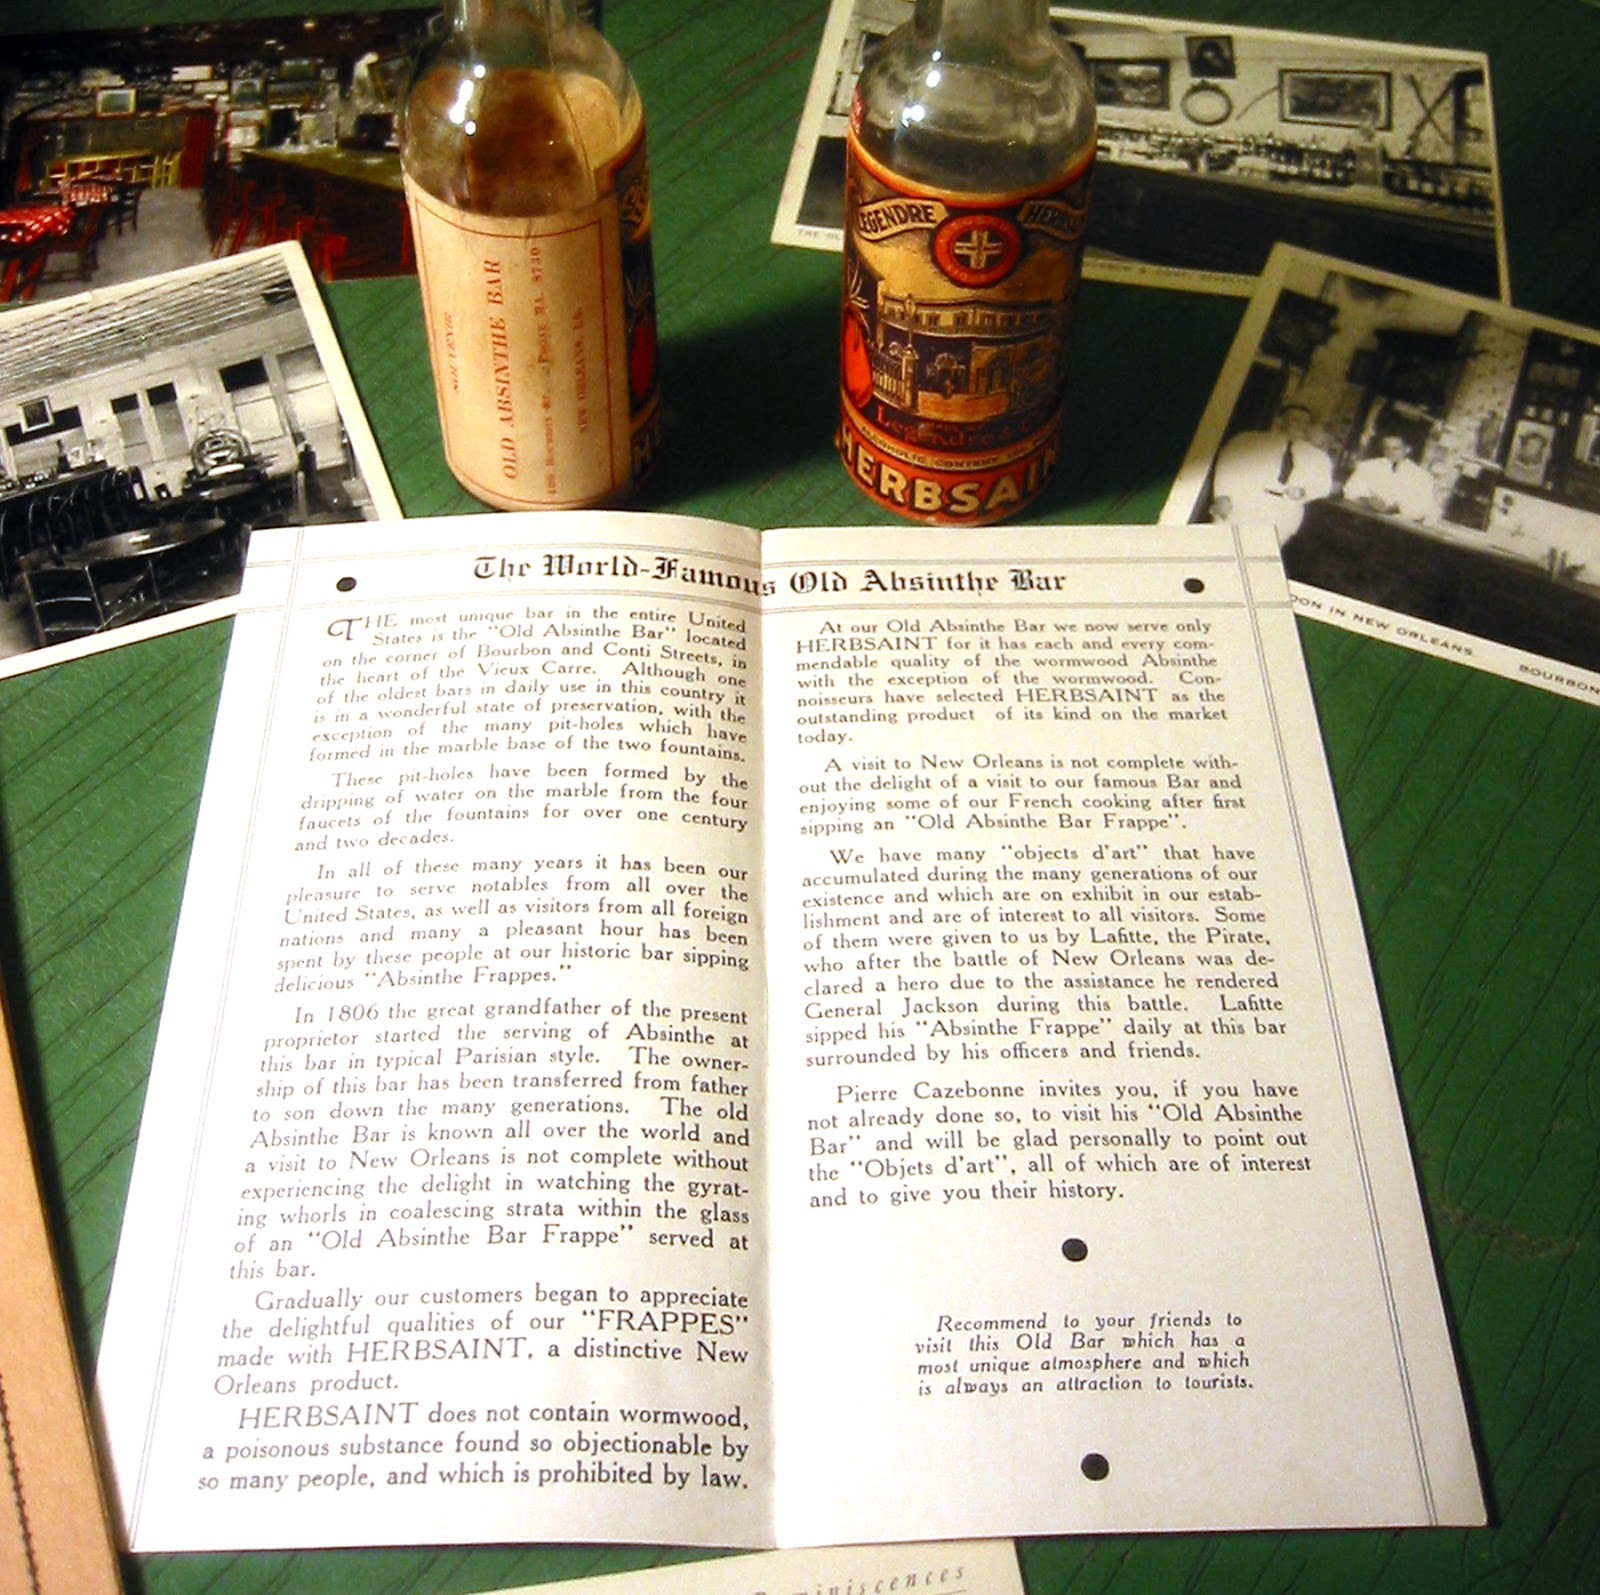 LEGENDRE HERBSAINT
Legendre &
ALCOHOLIC CONTENT
HERBSAINT
SOUVENIR
OLD ABSINTHE BAR
400 BOURBON ST. - PHONE RA. 8730
NEW ORLEANS, LA.
IN NEW ORLEANS BOURBON
The World-Famous Old Absinthe Bar
THE most unique bar in the entire United
States is the "Old Absinthe Bar" located
on the corner of Bourbon and Conti Streets, in
the heart of the Vieux Carre. Although one
of the oldest bars in daily use in this country it
is in a wonderful state of preservation, with the
exception of the many pit-holes which have
formed in the marble base of the two fountains.
These pit-holes have been formed by the
dripping of water on the marble from the four
faucets of the fountains for over one century
and two decades.
In all of these many years it has been our
pleasure to serve notables from all over the
United States, as well as visitors from all foreign
nations and many a pleasant hour has been
spent by these people at our historic bar sipping
delicious "Absinthe Frappes."
In 1806 the great grandfather of the present
proprietor started the serving of Absinthe at
this bar in typical Parisian style. The owner-
ship of this bar has been transferred from father
to son down the many generations. The old
Absinthe Bar is known all over the world and
a visit to New Orleans is not complete without
experiencing the delight in watching the gyrat-
ing whorls in coalescing strata within the glass
of an "Old Absinthe Bar Frappe" served at
this bar.
Gradually our customers began to appreciate
the delightful qualities of our "FRAPPES"
made with HERBSAINT, a distinctive New
Orleans product.
HERBSAINT does not contain wormwood,
a poisonous substance found so objectionable by
so many people, and which is prohibited by law.
At our Old Absinthe Bar we now serve only
HERBSAINT for it has each and every com-
mendable quality of the wormwood Absinthe
with the exception of the wormwood. Con-
noisseurs have selected HERBSAINT as the
outstanding product of its kind on the market
today.
A visit to New Orleans is not complete with-
out the delight of a visit to our famous Bar and
enjoying some of our French cooking after first
sipping an "Old Absinthe Bar Frappe".
We have many "objects d'art" that have
accumulated during the many generations of our
existence and which are on exhibit in our estab-
lishment and are of interest to all visitors. Some
of them were given to us by Lafitte, the Pirate,
who after the battle of New Orleans was de-
clared a hero due to the assistance he rendered
General Jackson during this battle. Lafitte
sipped his "Absinthe Frappe" daily at this bar
surrounded by his officers and friends.
Pierre Cazebonne invites you, if you have
not already done so, to visit his "Old Absinthe
Bar" and will be glad personally to point out
the "Objets d'art", all of which are of interest
and to give you their history.
Recommend to your friends to
visit this Old Bar which has a
most unique atmosphere and which
is always an attraction to tourists.